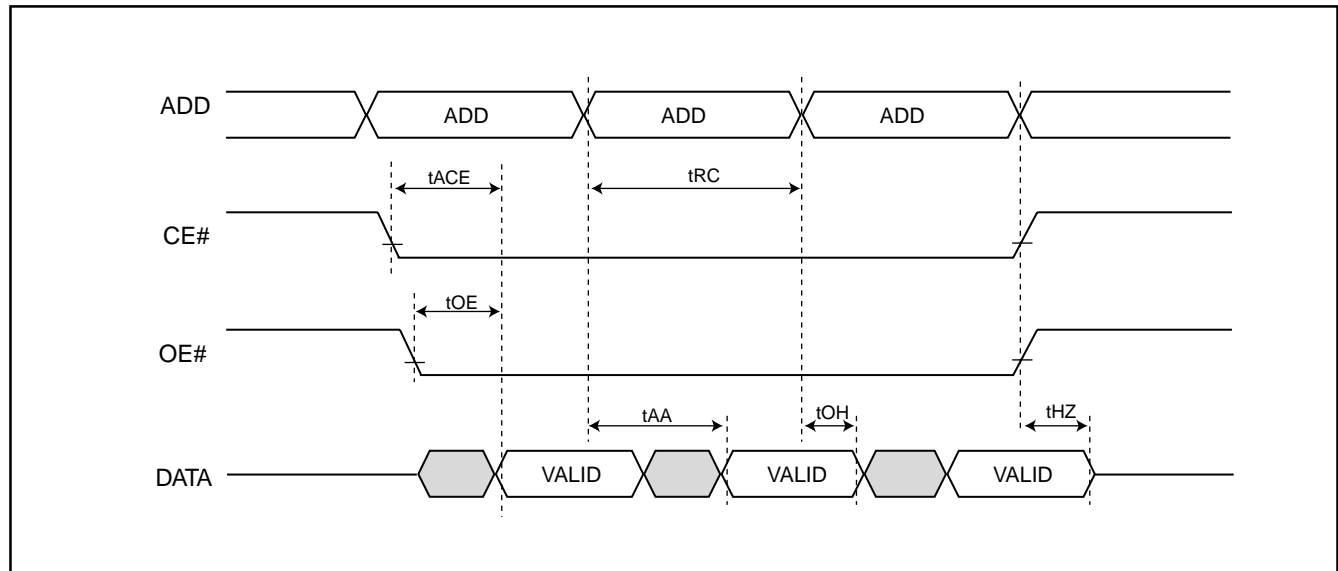 ADD ADD ADD ADD
tACE tRC
CE#
tOE
OE#
tAA tOH tHZ
DATA VALID VALID VALID